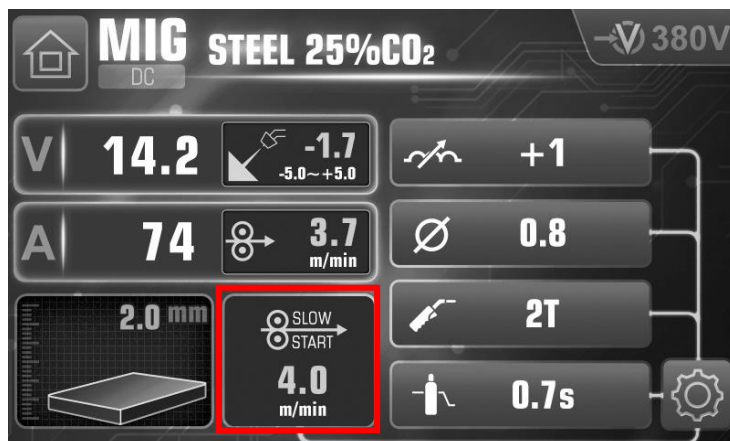 MIG STEEL 25%CO₂
DC
380V
V 14.2
-1.7
-5.0~+5.0
+1
A 74
3.7
m/min
0.8
2.0 mm
SLOW
START
4.0
m/min
2T
0.7s